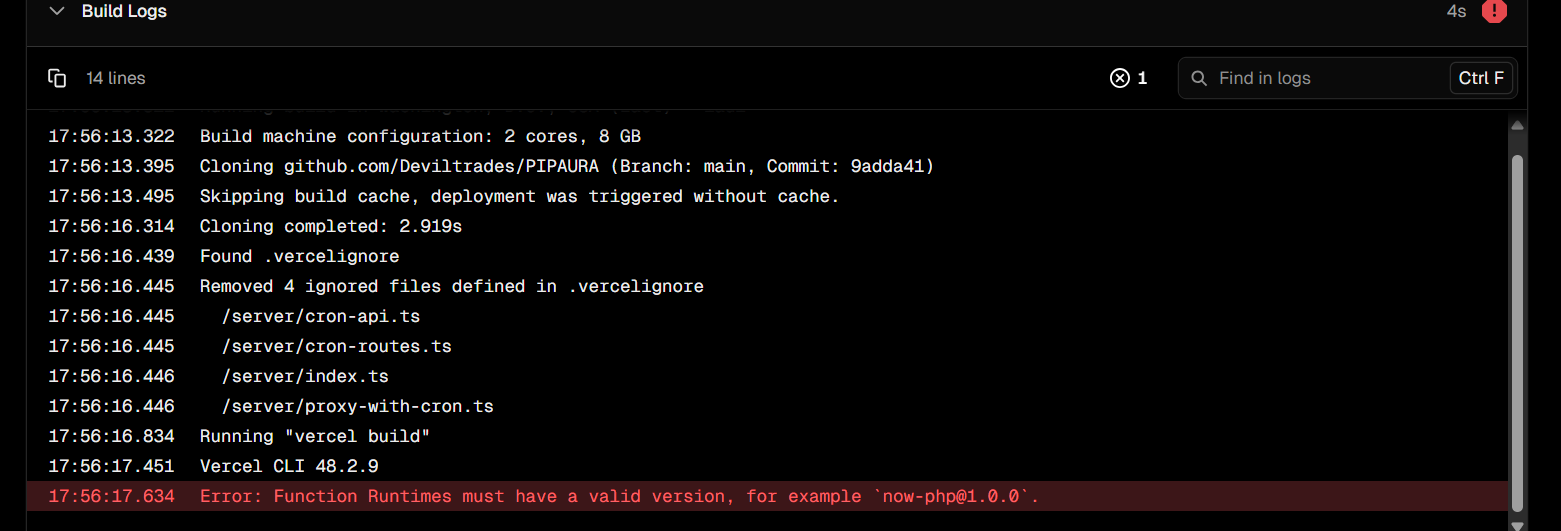 Build Logs 4s
14 lines 1 Find in logs Ctrl F
17:56:13.322 Build machine configuration: 2 cores, 8 GB
17:56:13.395 Cloning github.com/Deviltrades/PIPAURA (Branch: main, Commit: 9adda41)
17:56:13.495 Skipping build cache, deployment was triggered without cache.
17:56:16.314 Cloning completed: 2.919s
17:56:16.439 Found .vercelignore
17:56:16.445 Removed 4 ignored files defined in .vercelignore
17:56:16.445 /server/cron-api.ts
17:56:16.445 /server/cron-routes.ts
17:56:16.446 /server/index.ts
17:56:16.446 /server/proxy-with-cron.ts
17:56:16.834 Running "vercel build"
17:56:17.451 Vercel CLI 48.2.9
17:56:17.634 Error: Function Runtimes must have a valid version, for example `now-php@1.0.0`.